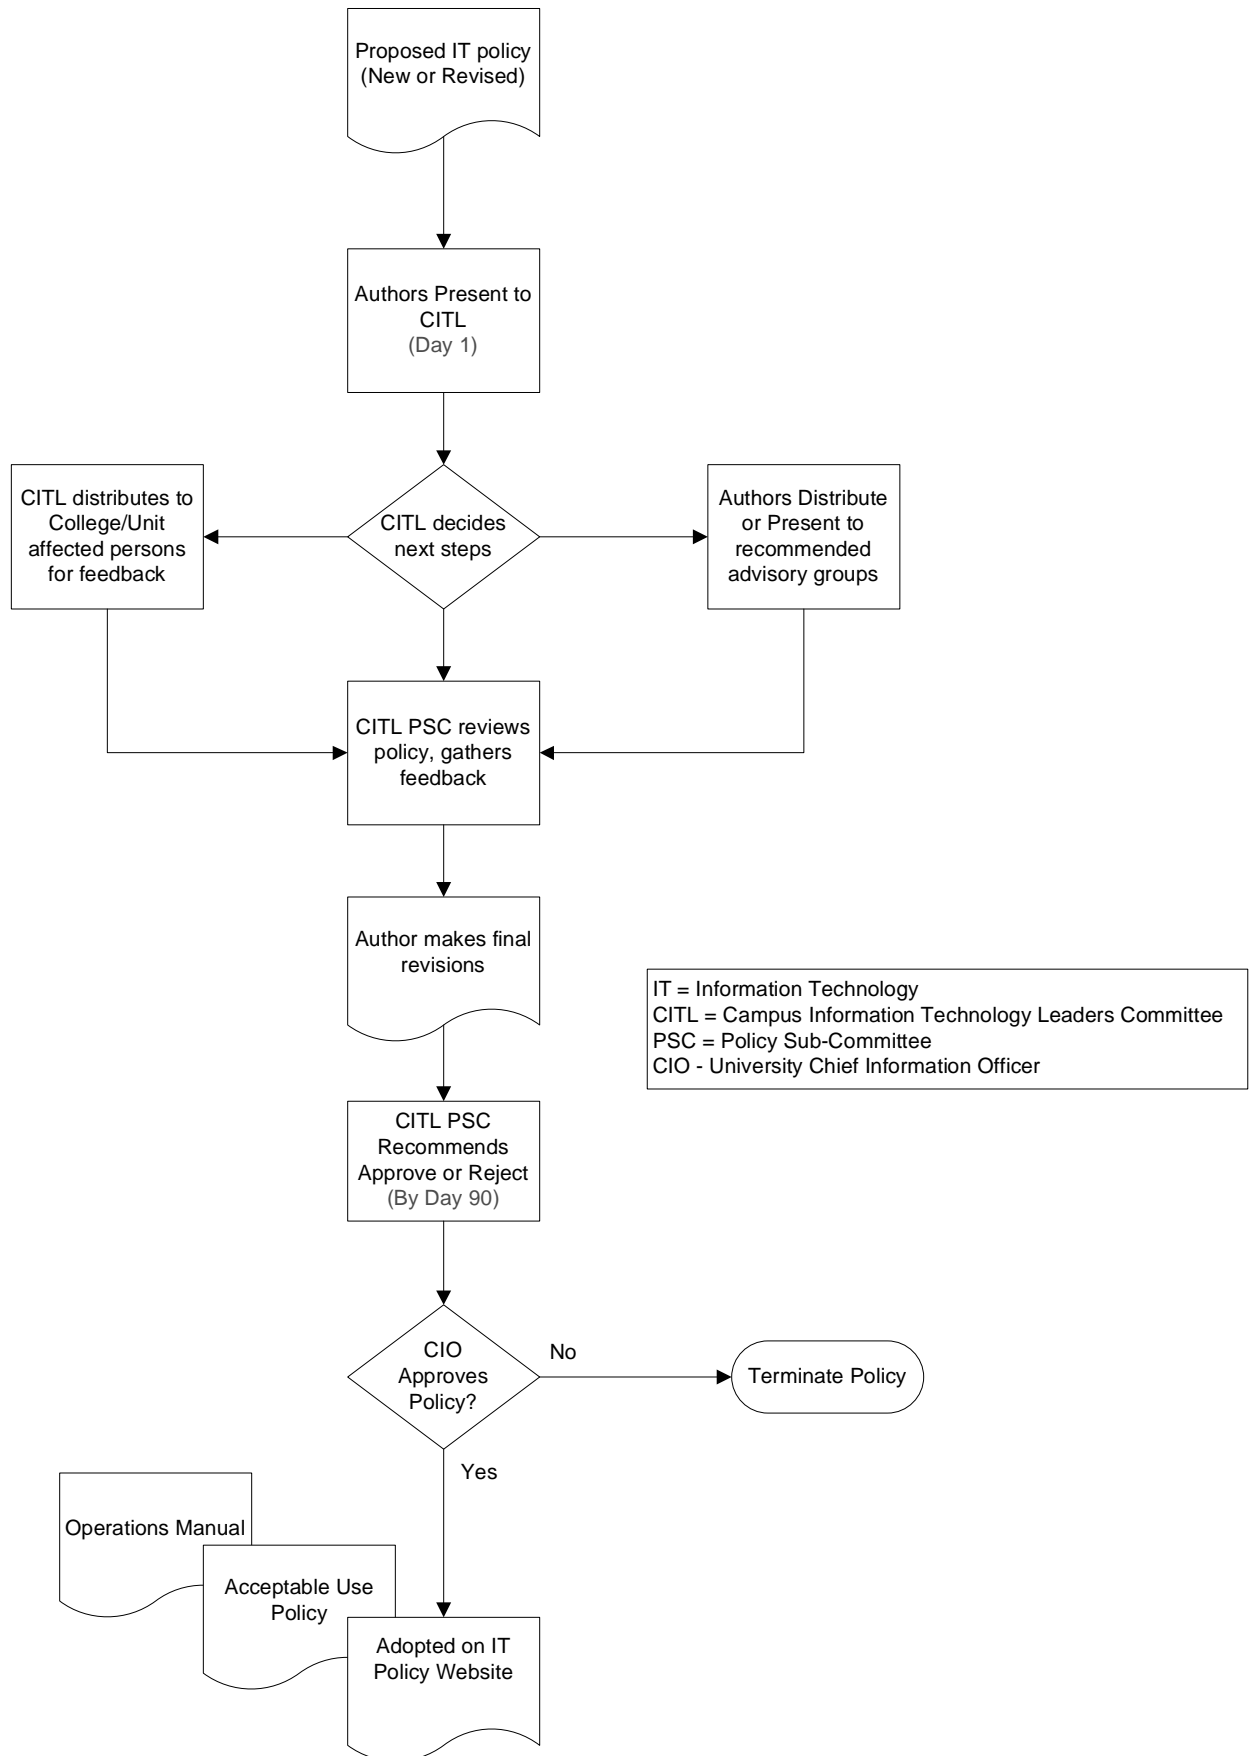 Proposed IT policy
(New or Revised)
Authors Present to
CITL
(Day 1)
CITL distributes to
College/Unit
affected persons
for feedback
CITL decides
next steps
Authors Distribute
or Present to
recommended
advisory groups
CITL PSC reviews
policy, gathers
feedback
Author makes final
revisions
IT = Information Technology
CITL = Campus Information Technology Leaders Committee
PSC = Policy Sub-Committee
CIO - University Chief Information Officer
CITL PSC
Recommends
Approve or Reject
(By Day 90)
CIO
Approves
Policy?
No
Terminate Policy
Yes
Operations Manual
Acceptable Use
Policy
Adopted on IT
Policy Website